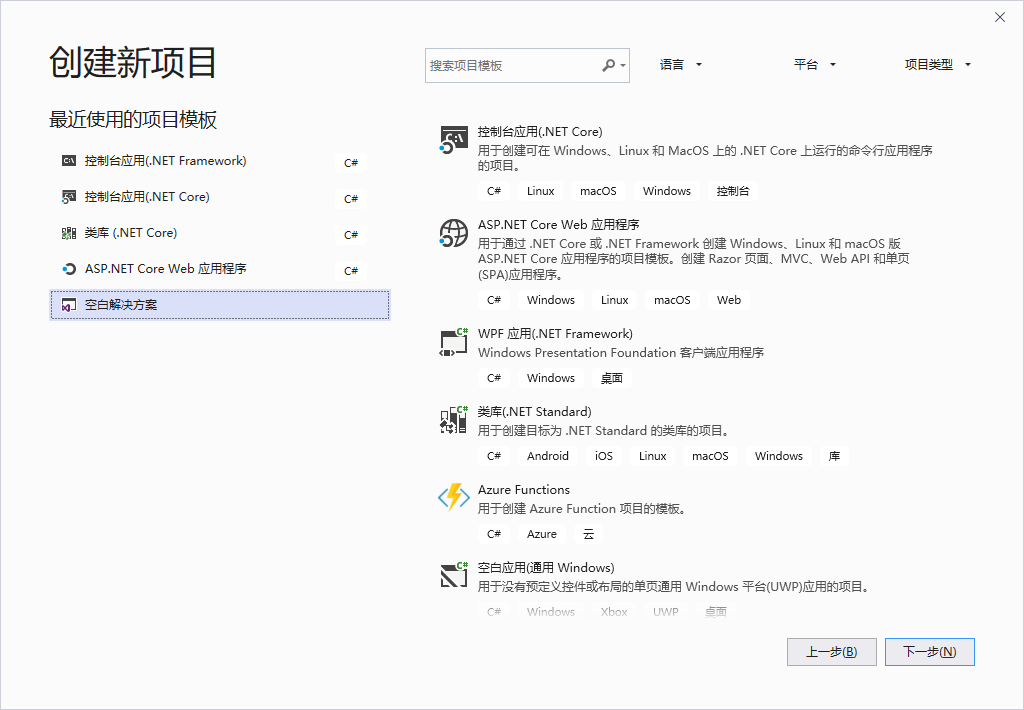 创建新项目
搜索项目模板
语言
平台
项目类型
最近使用的项目模板
控制台应用(.NET Framework) C#
控制台应用(.NET Core) C#
类库 (.NET Core) C#
ASP.NET Core Web 应用程序 C#
空白解决方案
控制台应用(.NET Core)
用于创建可在 Windows、Linux 和 MacOS 上的 .NET Core 上运行的命令行应用程序
的项目。
C# Linux macOS Windows 控制台
ASP.NET Core Web 应用程序
用于通过 .NET Core 或 .NET Framework 创建 Windows、Linux 和 macOS 版
ASP.NET Core 应用程序的项目模板。创建 Razor 页面、MVC、Web API 和单页
(SPA)应用程序。
C# Windows Linux macOS Web
WPF 应用(.NET Framework)
Windows Presentation Foundation 客户端应用程序
C# Windows 桌面
类库(.NET Standard)
用于创建目标为 .NET Standard 的类库的项目。
C# Android iOS Linux macOS Windows 库
Azure Functions
用于创建 Azure Function 项目的模板。
C# Azure 云
空白应用(通用 Windows)
用于没有预定义控件或布局的单页通用 Windows 平台(UWP)应用的项目。
C# Windows Xbox UWP 桌面
上一步(B)
下一步(N)